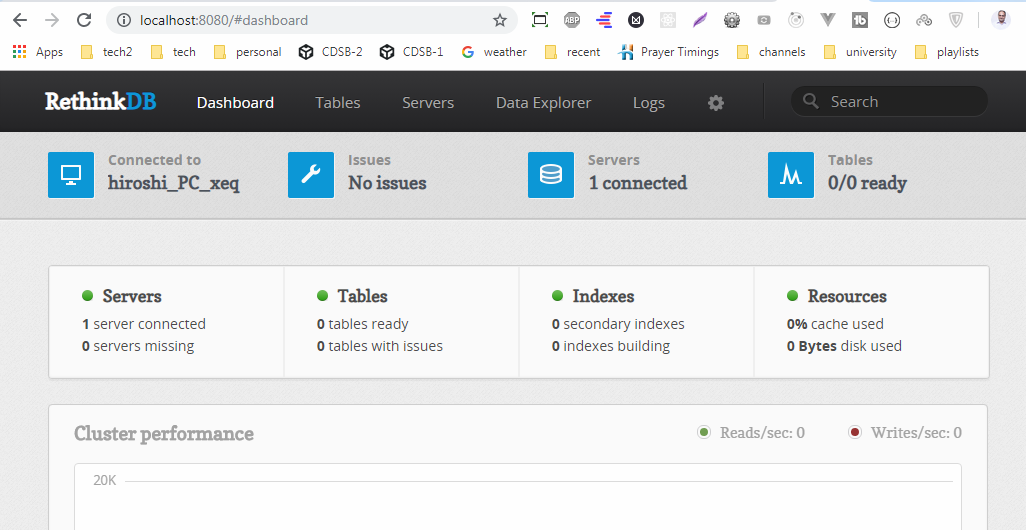 localhost:8080/#dashboard
ABP
Apps tech2 tech personal CDSB-2 CDSB-1 weather recent Prayer Timings channels university playlists
RethinkDB Dashboard Tables Servers Data Explorer Logs Search
Connected to
hiroshi_PC_xeq
Issues
No issues
Servers
1 connected
Tables
0/0 ready
Servers
1 server connected
0 servers missing
Tables
0 tables ready
0 tables with issues
Indexes
0 secondary indexes
0 indexes building
Resources
0% cache used
0 Bytes disk used
Cluster performance
Reads/sec: 0
Writes/sec: 0
20K